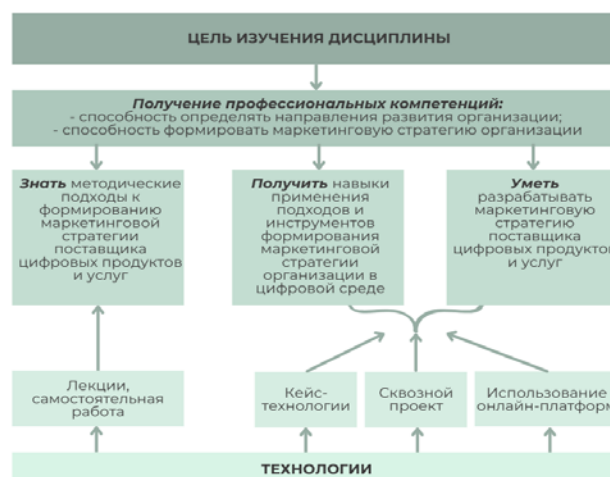 ЦЕЛЬ ИЗУЧЕНИЯ ДИСЦИПЛИНЫ
Получение профессиональных компетенций:
- способность определять направления развития организации;
- способность формировать маркетинговую стратегию организации
Знать методические
подходы к
формированию
маркетинговой
стратегии
поставщика
цифровых продуктов
и услуг
Получить навыки
применения
подходов и
инструментов
формирования
маркетинговой
стратегии
организации в
цифровой среде
Уметь
разрабатывать
маркетинговую
стратегию
поставщика
цифровых продуктов
и услуг
Лекции,
самостоятельная
работа
Кейс-
технологии
Сквозной
проект
Использование
онлайн-платформ
ТЕХНОЛОГИИ